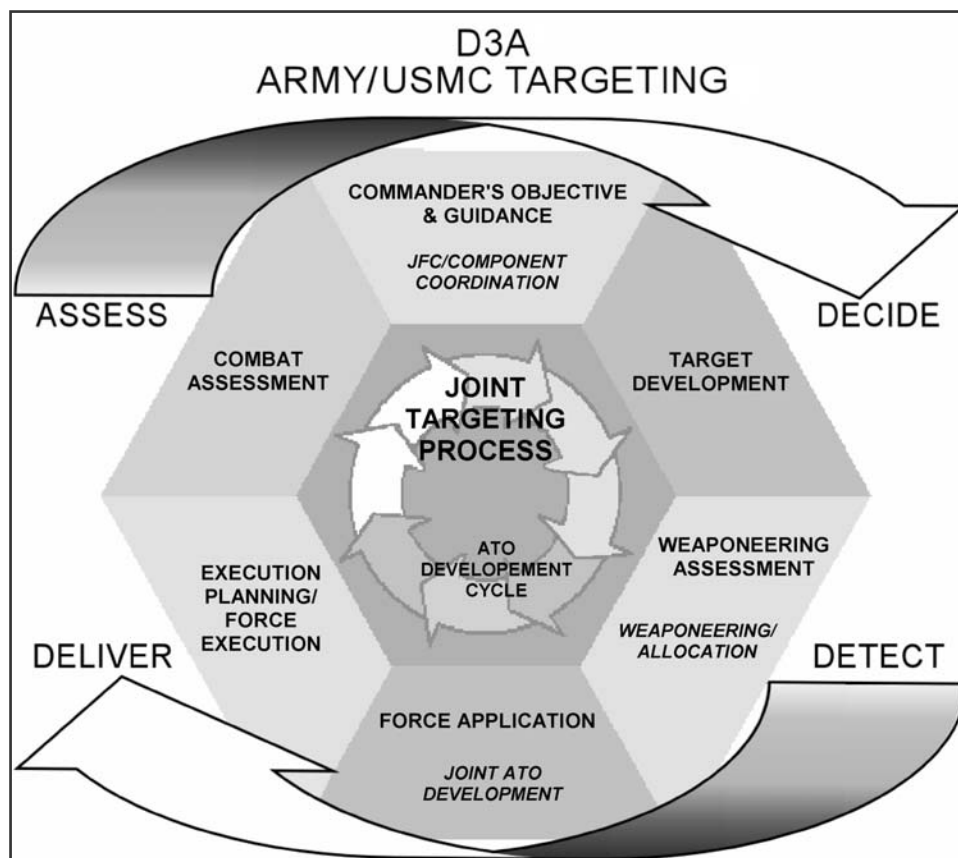 D3A
ARMY/USMC TARGETING
COMMANDER'S OBJECTIVE
& GUIDANCE
JFC/COMPONENT
COORDINATION
ASSESS
DECIDE
COMBAT
ASSESSMENT
TARGET
DEVELOPMENT
JOINT
TARGETING
PROCESS
ATO
DEVELOPEMENT
CYCLE
WEAPONEERING
ASSESSMENT
WEAPONEERING/
ALLOCATION
EXECUTION
PLANNING/
FORCE
EXECUTION
DELIVER
DETECT
FORCE APPLICATION
JOINT ATO
DEVELOPMENT